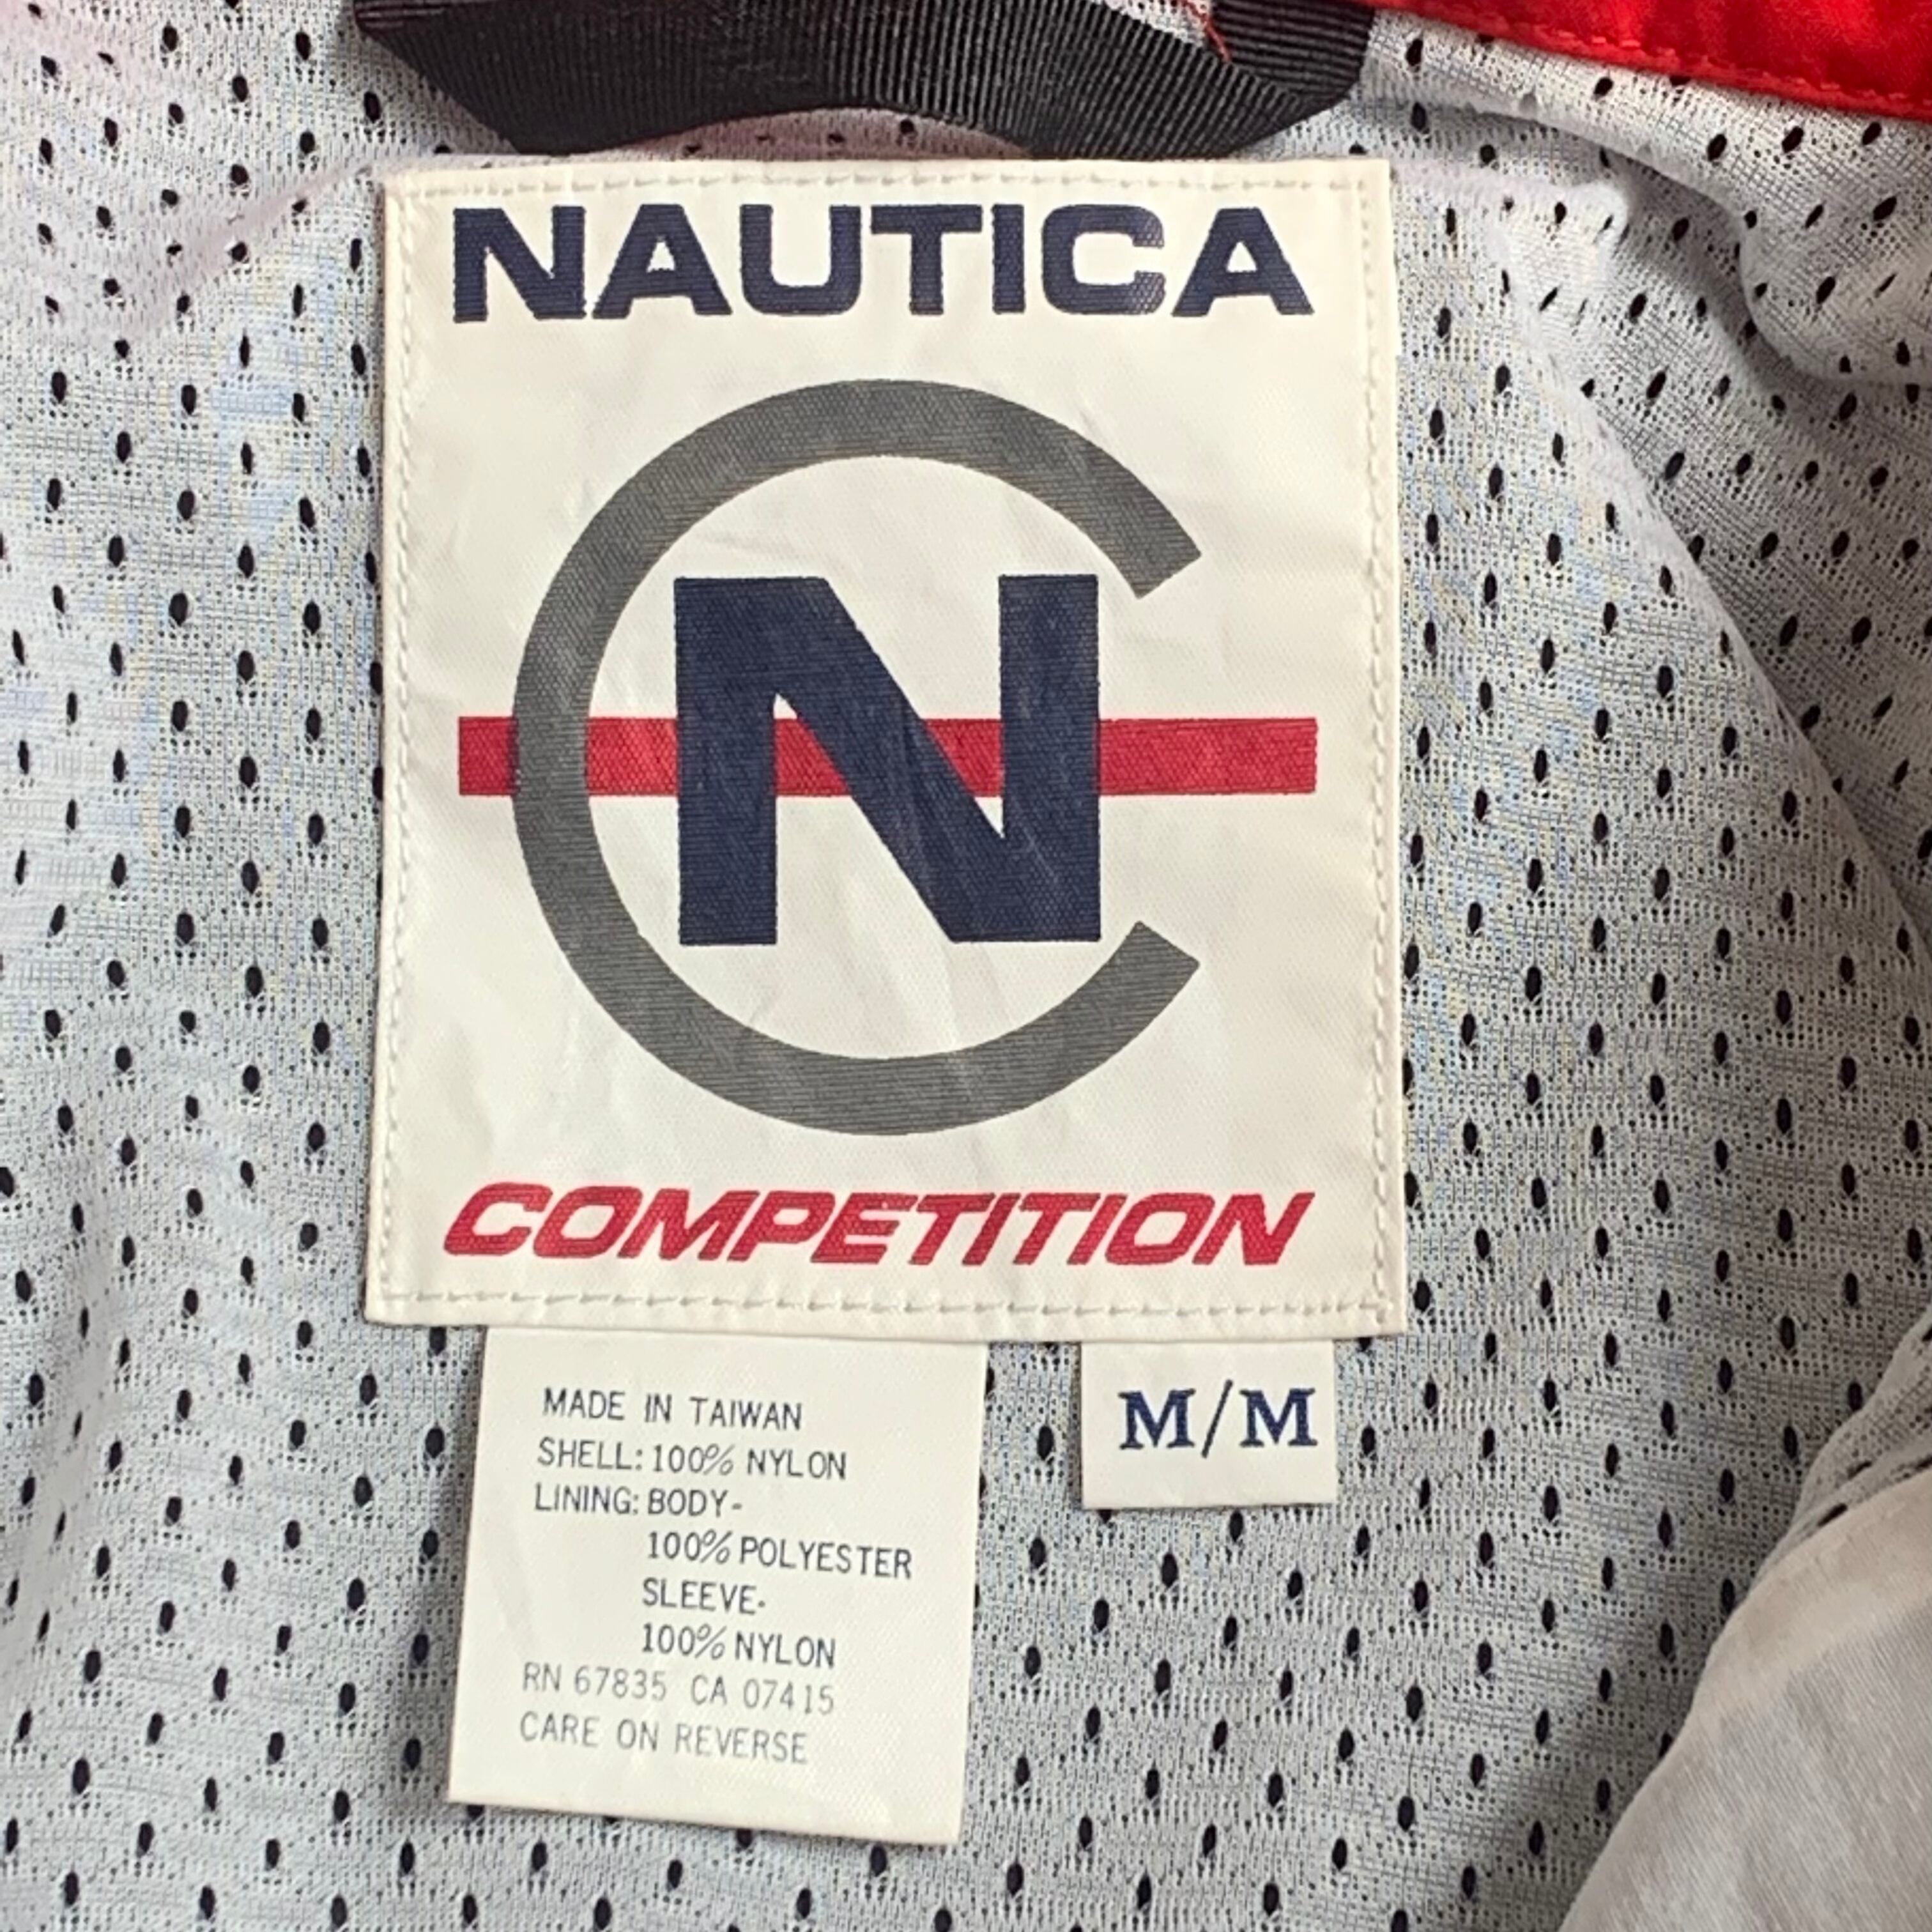 NAUTICA
N
COMPETITION
MADE IN TAIWAN
SHELL: 100% NYLON
LINING: BODY-
100% POLYESTER
SLEEVE-
100% NYLON
RN 67835 CA 07415
CARE ON REVERSE
M/M